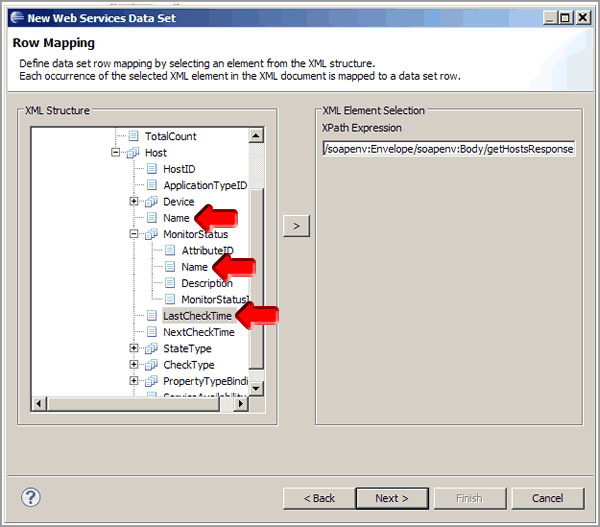 New Web Services Data Set
Row Mapping
Define data set row mapping by selecting an element from the XML structure.
Each occurrence of the selected XML element in the XML document is mapped to a data set row.
XML Structure
TotalCount
Host
HostID
ApplicationTypeID
Device
Name
MonitorStatus
AttributeID
Name
Description
MonitorStatusI
LastCheckTime
NextCheckTime
StateType
CheckType
PropertyTypeBindi
ServiceAvailability
>
XML Element Selection
XPath Expression
/soapenv:Envelope/soapenv:Body/getHostsResponse
?
< Back
Next >
Finish
Cancel